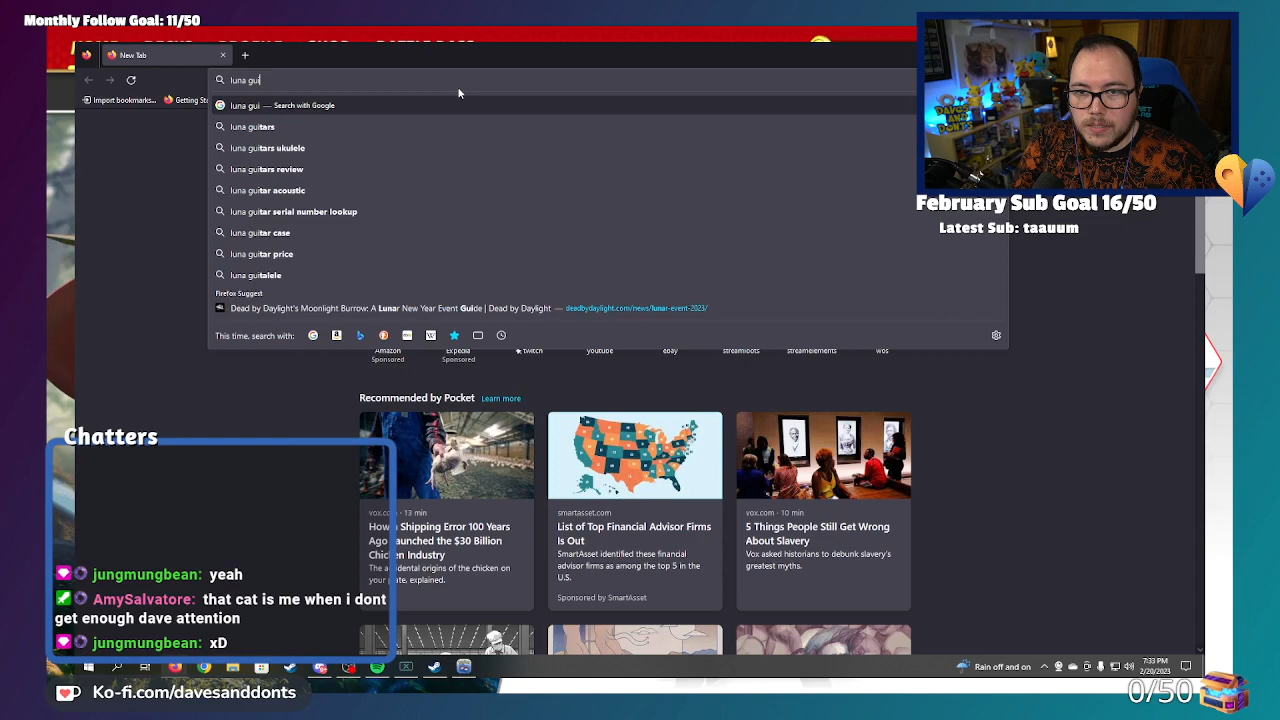 Monthly Follow Goal: 11/50
New Tab
luna gui
Import bookmarks...
Getting Sta
luna gui — Search with Google
luna guitars
luna guitars ukulele
luna guitars review
luna guitar acoustic
luna guitar serial number lookup
luna guitar case
luna guitar price
luna guitalele
Firefox Suggest
Dead by Daylight's Moonlight Burrow: A Lunar New Year Event Guide | Dead by Daylight — deadbydaylight.com/news/lunar-event-2023/
This time, search with:
DAVES AND DONTS
February Sub Goal 16/50
Latest Sub: taauum
Amazon
Sponsored
Expedia
Sponsored
twitch
youtube
ebay
streamloots
streamelements
wos
Recommended by Pocket
Learn more
vox.com · 13 min
How a Shipping Error 100 Years
Ago Launched the $30 Billion
Chicken Industry
The accidental origins of the chicken on
your plate, explained.
smartasset.com
List of Top Financial Advisor Firms
Is Out
SmartAsset identified these financial
advisor firms as among the top 5 in the
U.S.
Sponsored by SmartAsset
vox.com · 10 min
5 Things People Still Get Wrong
About Slavery
Vox asked historians to debunk slavery's
greatest myths.
Chatters
jungmungbean: yeah
AmySalvatore: that cat is me when i dont
get enough dave attention
jungmungbean: xD
Rain off and on
7:33 PM
2/20/2023
Ko-fi.com/davesanddonts
0/50